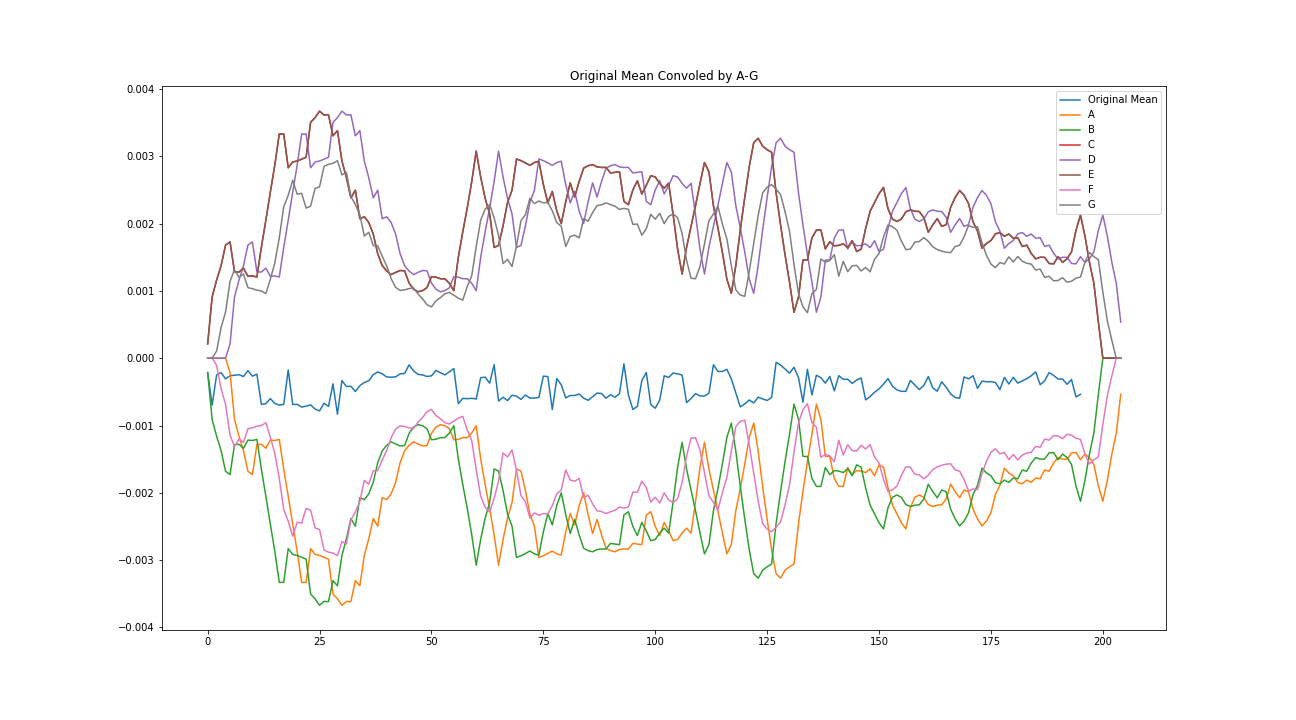 Original Mean Convoled by A-G
0.004
0.003
0.002
0.001
0.000
−0.001
−0.002
−0.003
−0.004
0 25 50 75 100 125 150 175 200
Original Mean
A
B
C
D
E
F
G